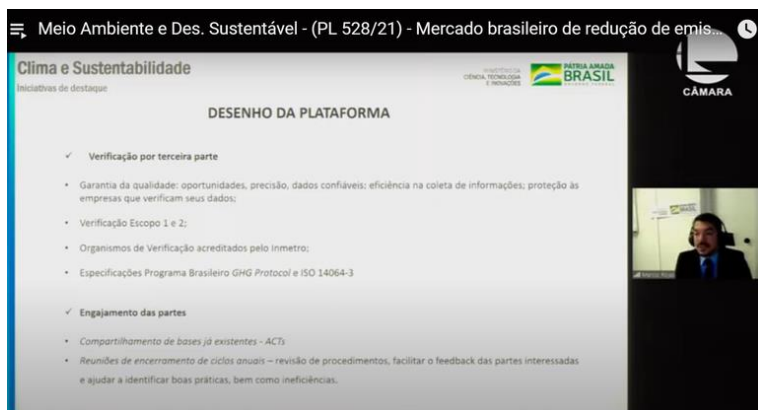 Meio Ambiente e Des. Sustentável - (PL 528/21) - Mercado brasileiro de redução de emis...
Clima e Sustentabilidade
Iniciativas de destaque
MINISTÉRIO DA
CIÊNCIA, TECNOLOGIA
E INOVAÇÕES
PÁTRIA AMADA
BRASIL
CÂMARA
DESENHO DA PLATAFORMA
✓ Verificação por terceira parte
• Garantia da qualidade: oportunidades, precisão, dados confiáveis; eficiência na coleta de informações; proteção às
empresas que verificam seus dados;
• Verificação Escopo 1 e 2;
• Organismos de Verificação acreditados pelo Inmetro;
• Especificações Programa Brasileiro GHG Protocol e ISO 14064-3
✓ Engajamento das partes
• Compartilhamento de bases já existentes - ACTs
• Reuniões de encerramento de ciclos anuais – revisão de procedimentos, facilitar o feedback das partes interessadas
e ajudar a identificar boas práticas, bem como ineficiências.
BRASIL